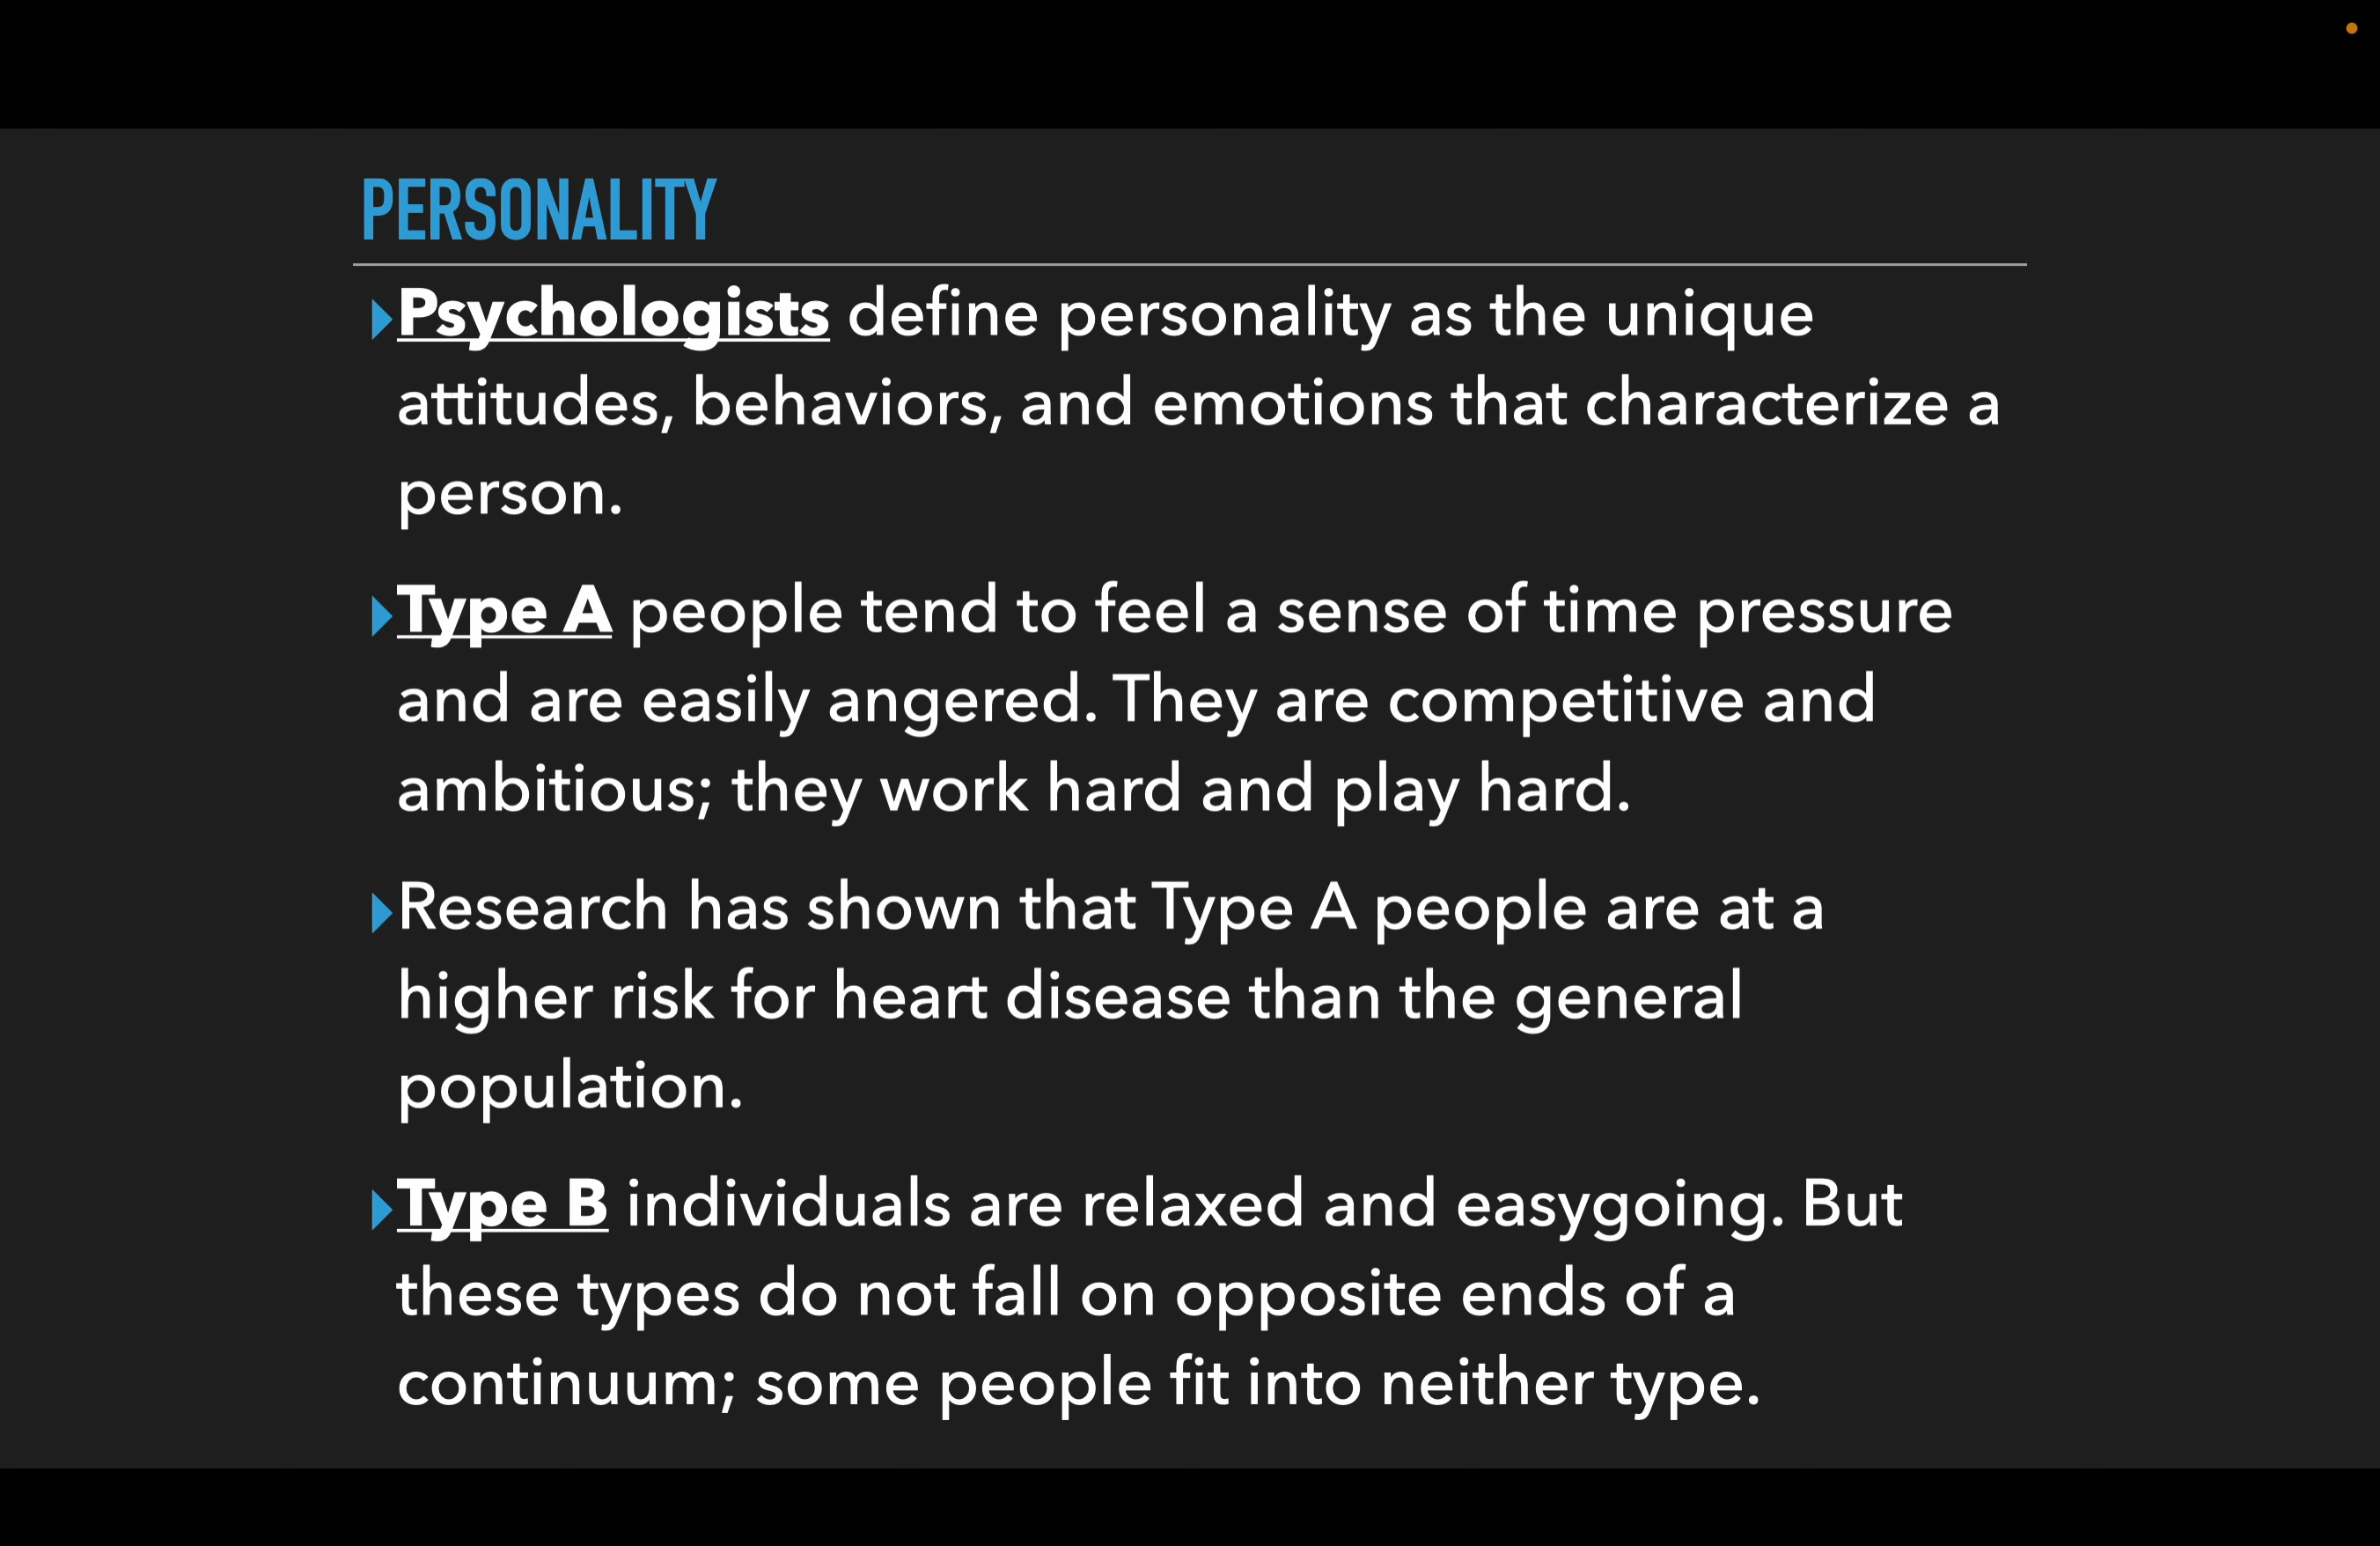 PERSONALITY
Psychologists define personality as the unique
attitudes, behaviors, and emotions that characterize a
person.
Type A people tend to feel a sense of time pressure
and are easily angered. They are competitive and
ambitious; they work hard and play hard.
Research has shown that Type A people are at a
higher risk for heart disease than the general
population.
Type B individuals are relaxed and easygoing. But
these types do not fall on opposite ends of a
continuum; some people fit into neither type.